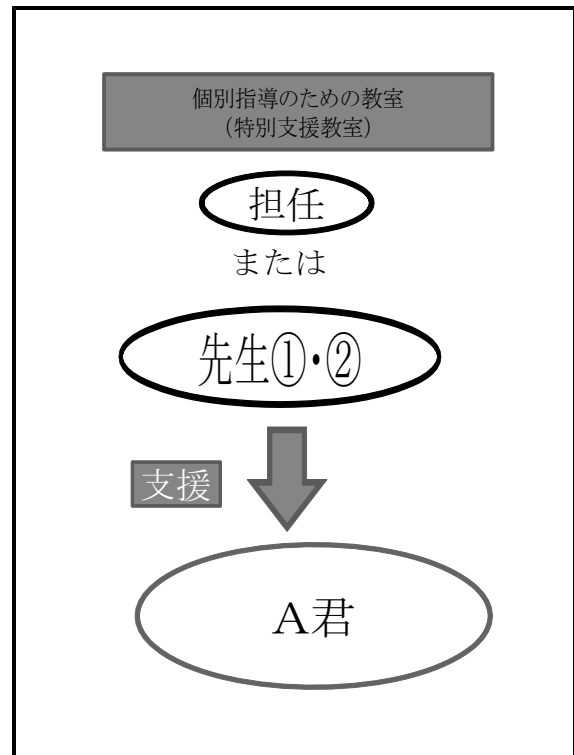 個別指導のための教室
（特別支援教室）
担任
または
先生①・②
支援
A君